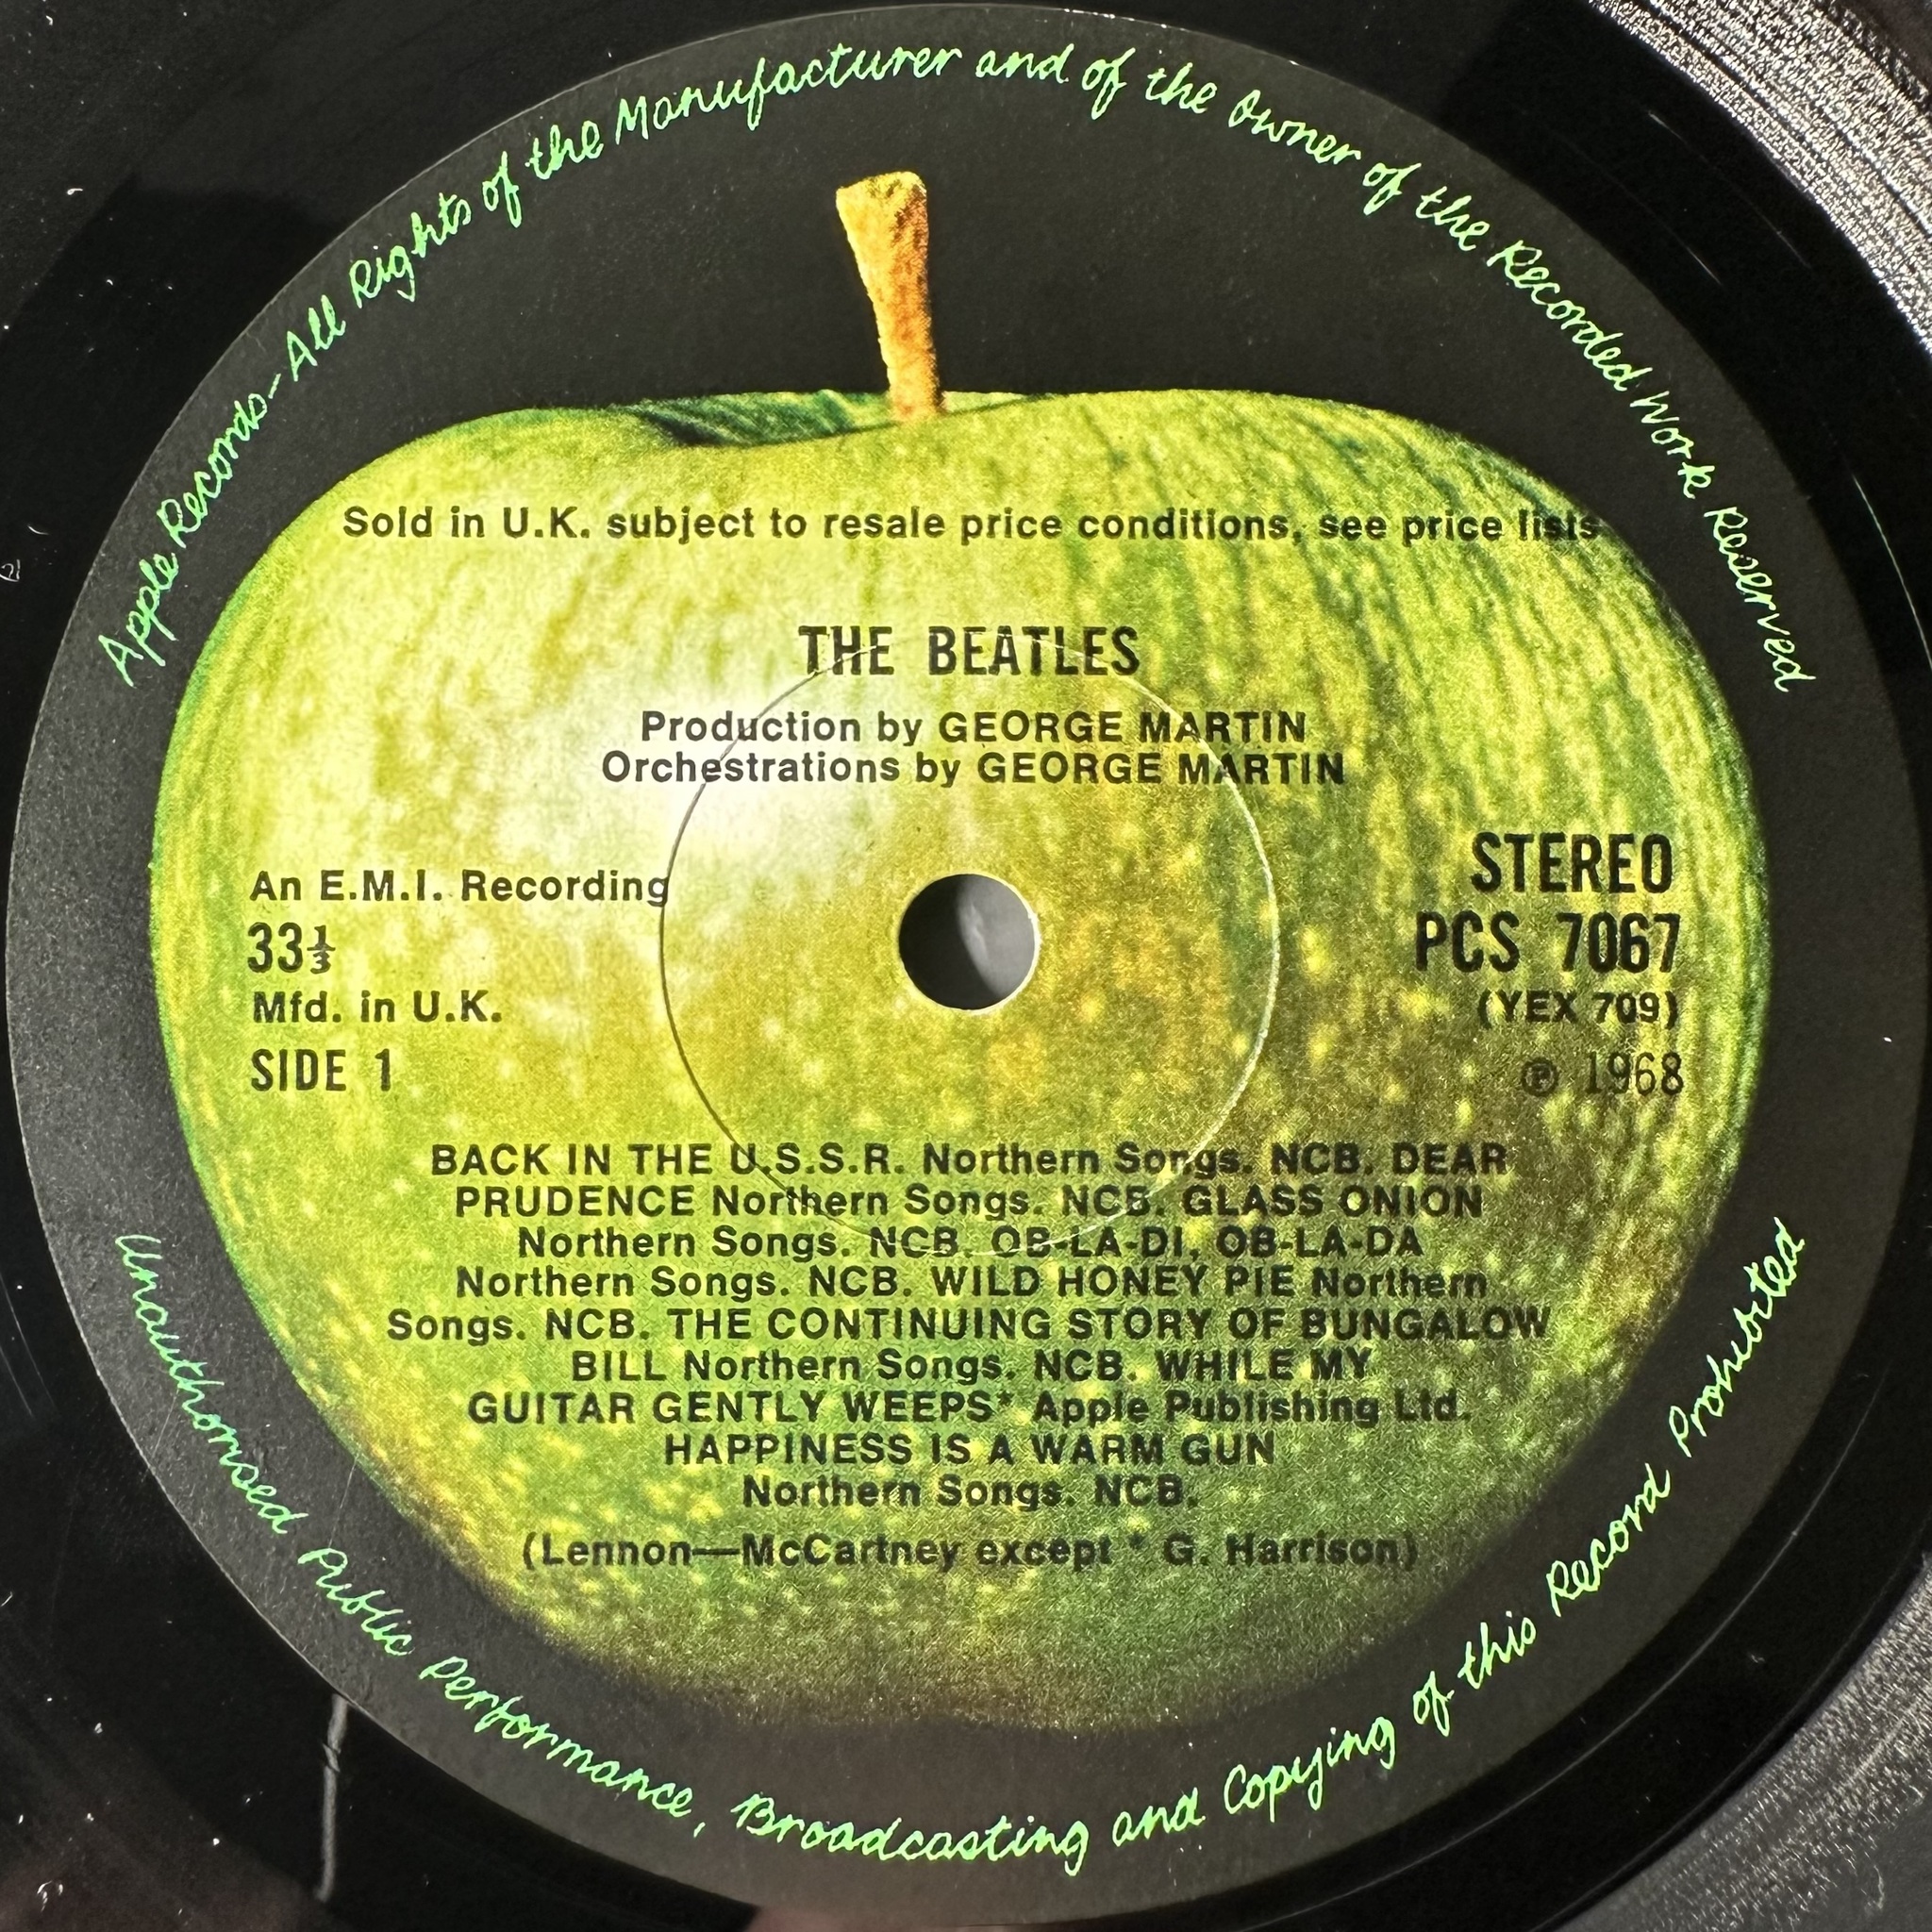 Apple Records-All Rights of the Manufacturer and of the Owner of the Recorded Work Reserved
Sold in U.K. subject to resale price conditions, see price lists
THE BEATLES
Production by GEORGE MARTIN
Orchestrations by GEORGE MARTIN
An E.M.I. Recording
33⅓
Mfd. in U.K.
SIDE 1
STEREO
PCS 7067
(YEX 709)
℗ 1968
BACK IN THE U.S.S.R. Northern Songs. NCB. DEAR
PRUDENCE Northern Songs. NCB. GLASS ONION
Northern Songs. NCB. OB-LA-DI, OB-LA-DA
Northern Songs. NCB. WILD HONEY PIE Northern
Songs. NCB. THE CONTINUING STORY OF BUNGALOW
BILL Northern Songs. NCB. WHILE MY
GUITAR GENTLY WEEPS* Apple Publishing Ltd.
HAPPINESS IS A WARM GUN
Northern Songs. NCB.
(Lennon—McCartney except * G. Harrison)
Unauthorised Public Performance, Broadcasting and Copying of this Record Prohibited